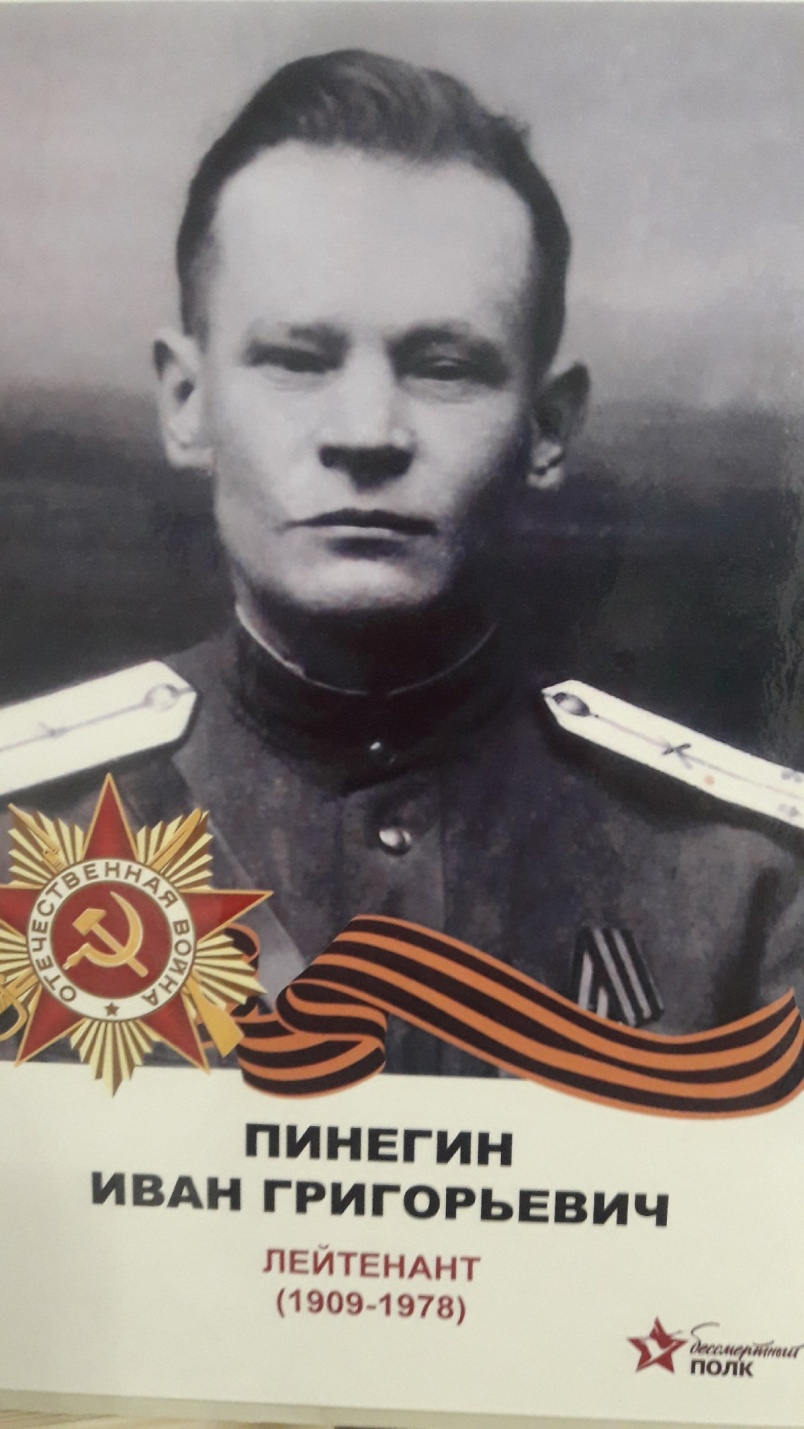 ОТЕЧЕСТВЕННАЯ ВОЙНА
ПИНЕГИН
ИВАН ГРИГОРЬЕВИЧ
ЛЕЙТЕНАНТ
(1909-1978)
бессмертный
ПОЛК